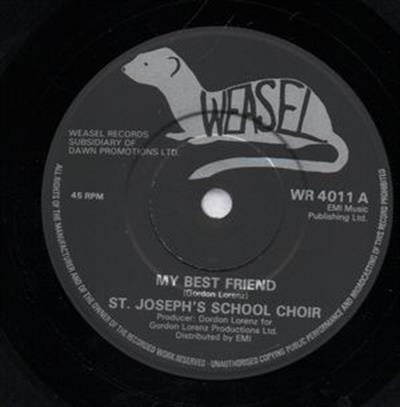 WEASEL
WEASEL RECORDS
SUBSIDIARY OF
DAWN PROMOTIONS LTD.
45 RPM
WR 4011 A
EMI Music
Publishing Ltd.
MY BEST FRIEND
(Gordon Lorenz)
ST. JOSEPH'S SCHOOL CHOIR
Producer: Gordon Lorenz for
Gordon Lorenz Productions Ltd.
Distributed by EMI
ALL RIGHTS OF THE MANUFACTURER AND OF THE OWNER OF THE RECORDED WORK RESERVED - UNAUTHORISED COPYING PUBLIC PERFORMANCE AND BROADCASTING OF THIS RECORD PROHIBITED